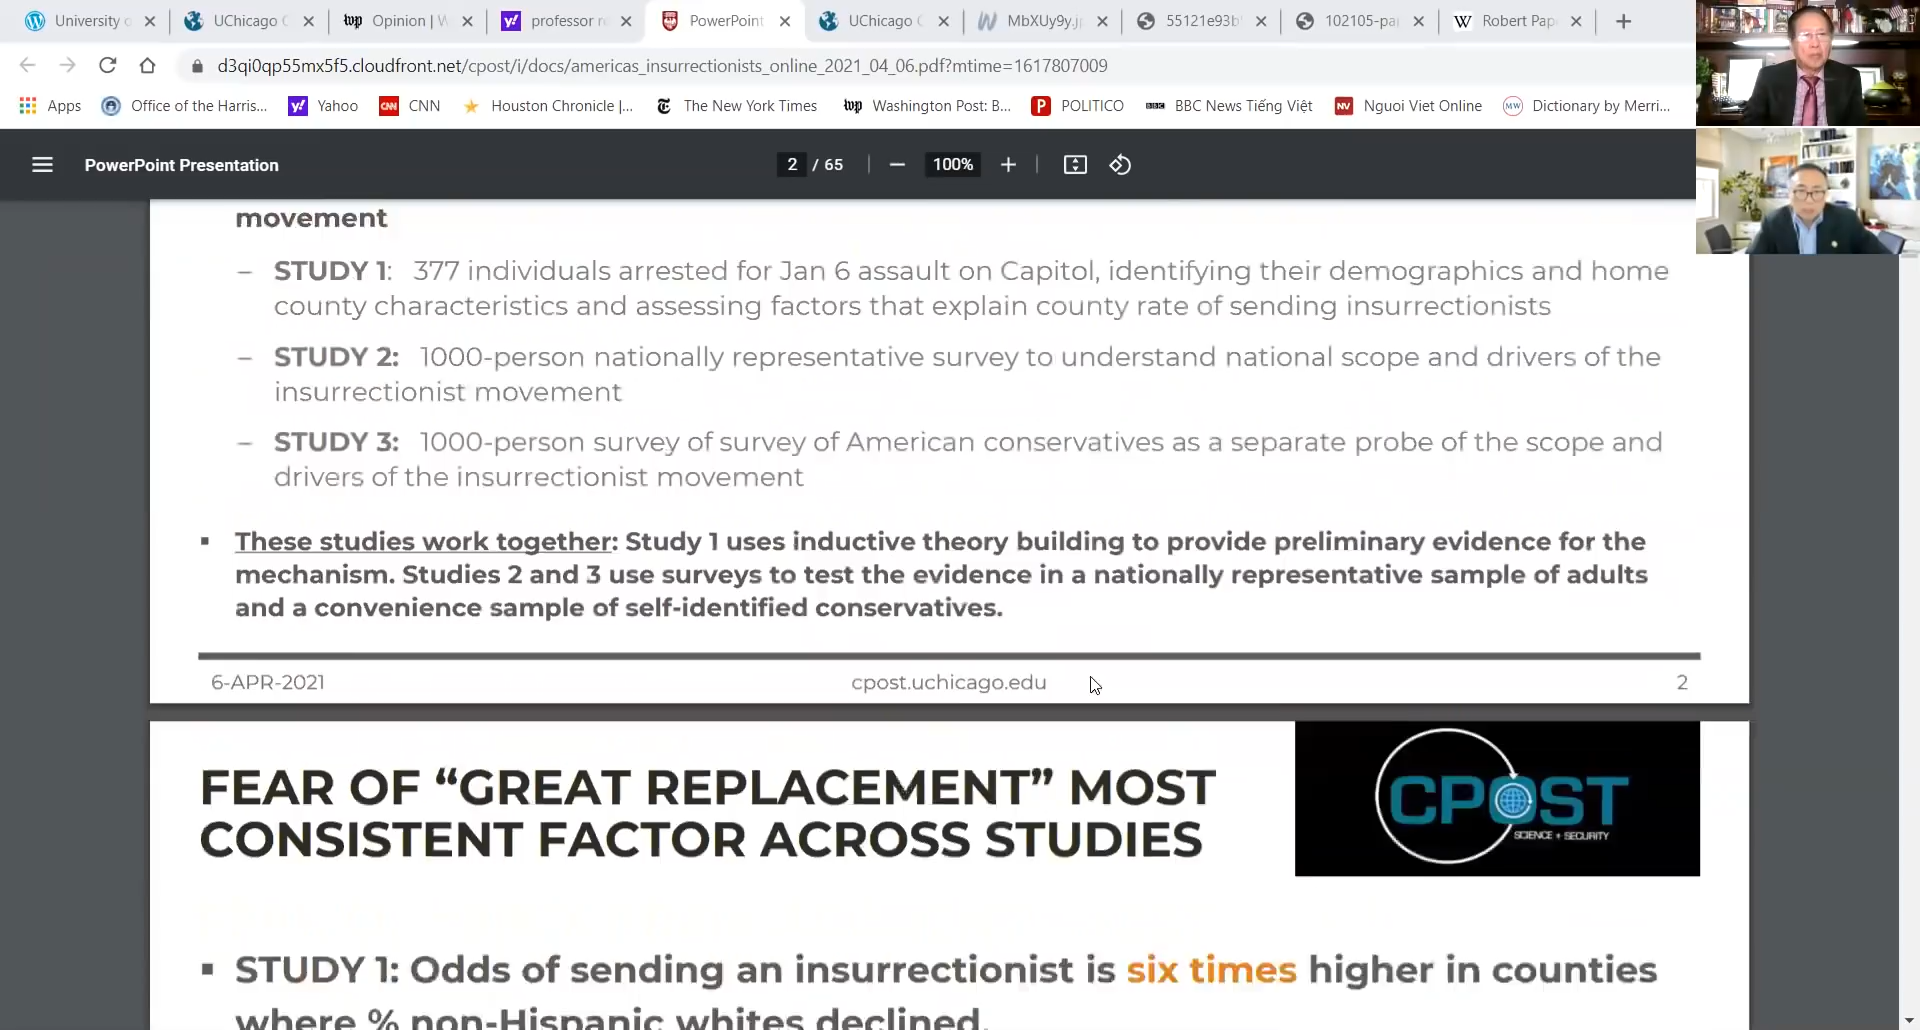 University o
UChicago C
Opinion | W
professor r
PowerPoint
UChicago C
MbXUy9y.j
55121e93b
102105-pa
Robert Pap
d3qi0qp55mx5f5.cloudfront.net/cpost/i/docs/americas_insurrectionists_online_2021_04_06.pdf?mtime=1617807009
Apps
Office of the Harris...
Yahoo
CNN
Houston Chronicle |...
The New York Times
Washington Post: B...
POLITICO
BBC News Tiếng Việt
Nguoi Viet Online
Dictionary by Merri...
PowerPoint Presentation
2 / 65
100%
movement
– STUDY 1: 377 individuals arrested for Jan 6 assault on Capitol, identifying their demographics and home
county characteristics and assessing factors that explain county rate of sending insurrectionists
– STUDY 2: 1000-person nationally representative survey to understand national scope and drivers of the
insurrectionist movement
– STUDY 3: 1000-person survey of survey of American conservatives as a separate probe of the scope and
drivers of the insurrectionist movement
▪ These studies work together: Study 1 uses inductive theory building to provide preliminary evidence for the
mechanism. Studies 2 and 3 use surveys to test the evidence in a nationally representative sample of adults
and a convenience sample of self-identified conservatives.
6-APR-2021
cpost.uchicago.edu
2
FEAR OF “GREAT REPLACEMENT” MOST
CONSISTENT FACTOR ACROSS STUDIES
CPOST
SCIENCE + SECURITY
▪ STUDY 1: Odds of sending an insurrectionist is six times higher in counties
where % non-Hispanic whites declined.